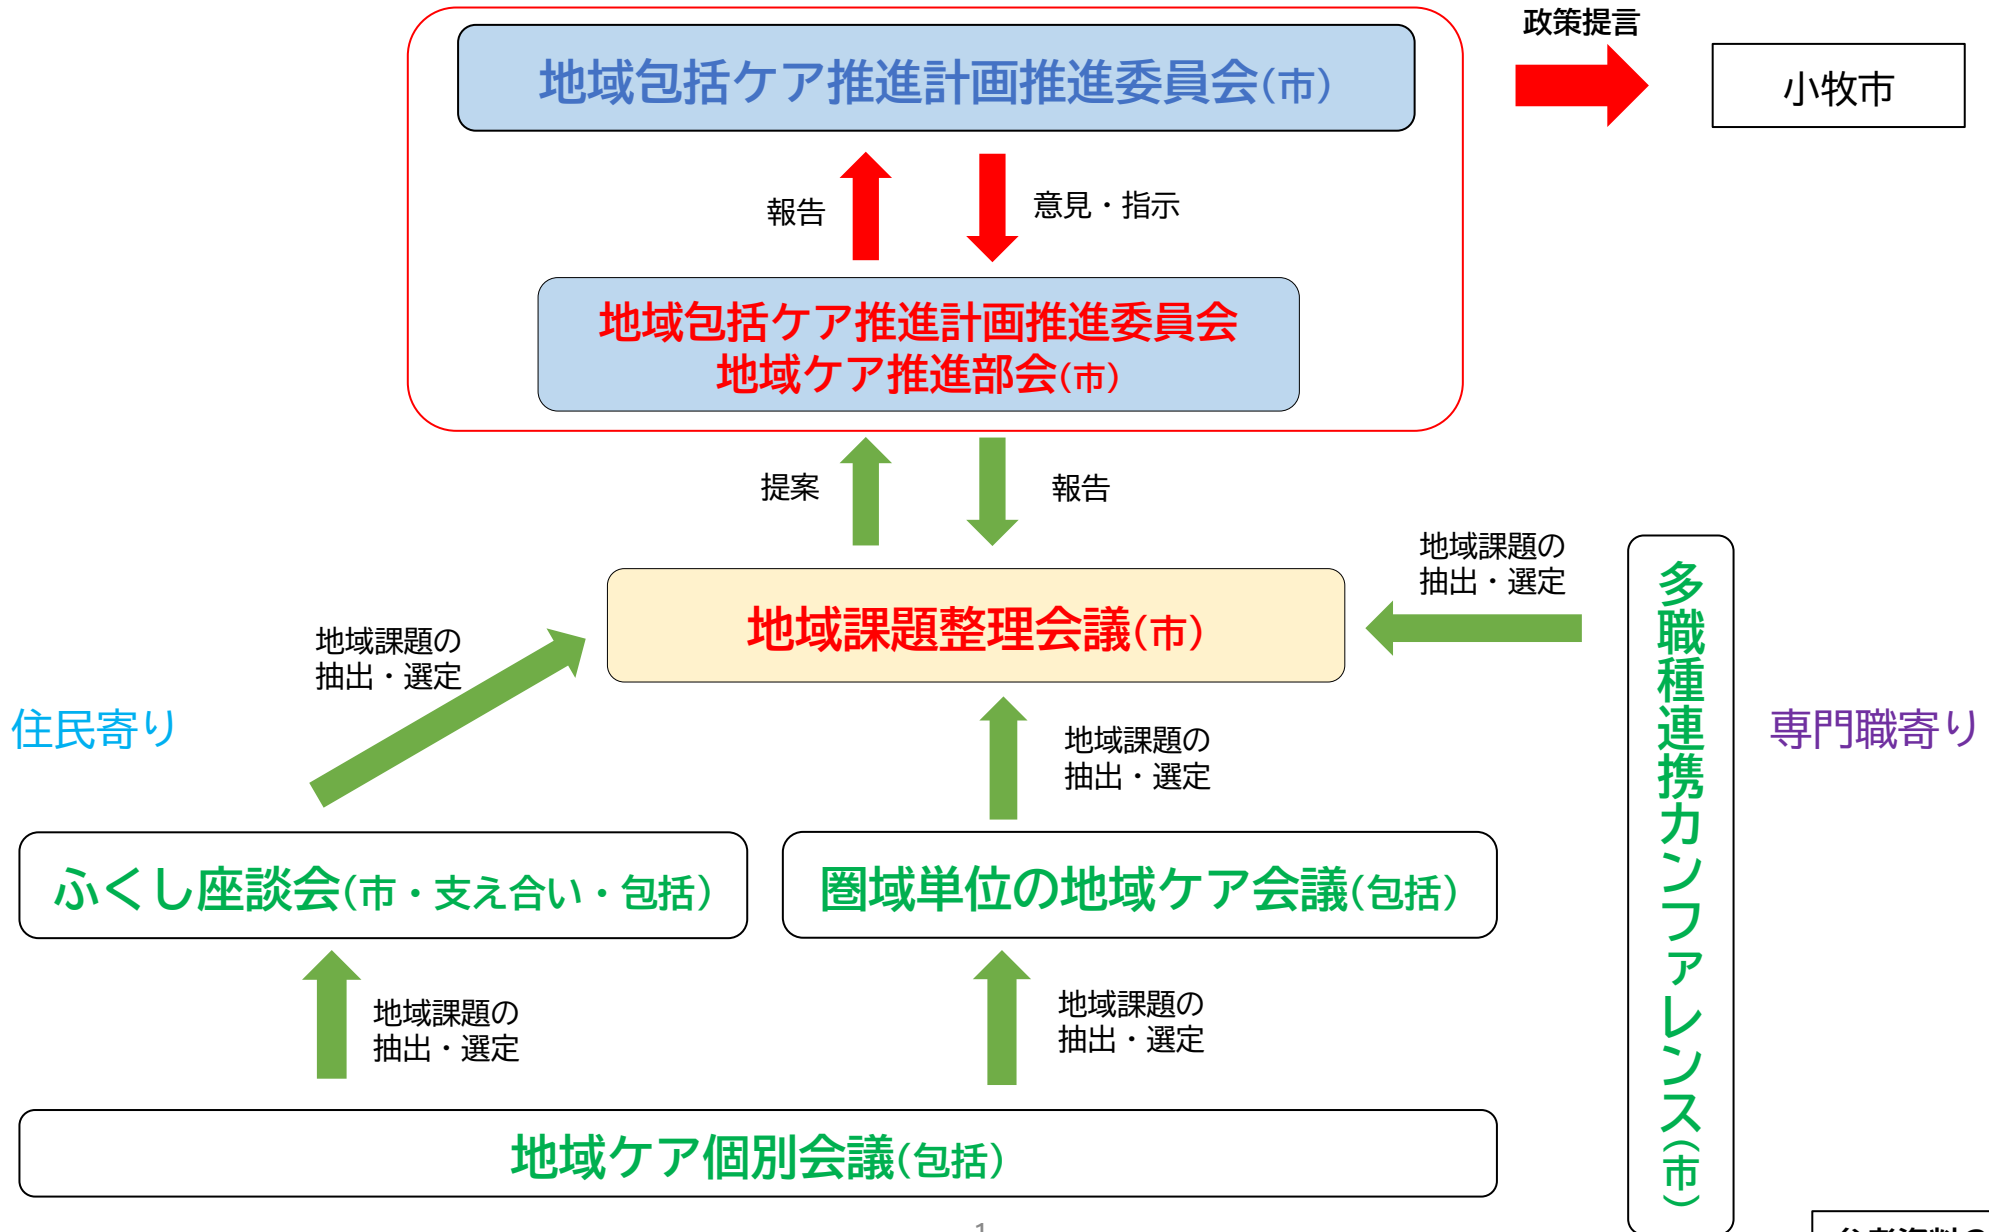 政策提言
地域包括ケア推進計画推進委員会(市)
小牧市
報告
意見・指示
地域包括ケア推進計画推進委員会
地域ケア推進部会(市)
提案
報告
地域課題の
抽出・選定
地域課題整理会議(市)
地域課題の
抽出・選定
多職種連携カンファレンス(市)
住民寄り
専門職寄り
地域課題の
抽出・選定
ふくし座談会(市・支え合い・包括)
圏域単位の地域ケア会議(包括)
地域課題の
抽出・選定
地域課題の
抽出・選定
地域ケア個別会議(包括)
1